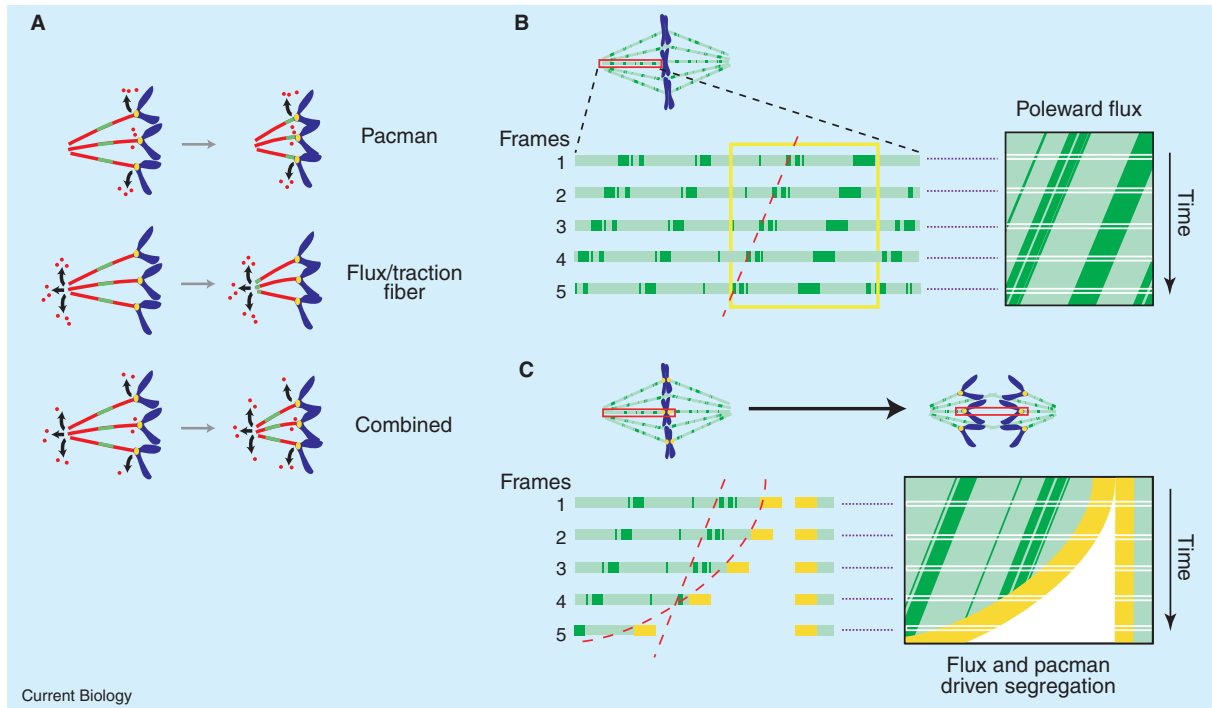 A
Pacman
Flux/traction
fiber
Combined
B
Frames
1
2
3
4
5
Poleward flux
Time
C
Frames
1
2
3
4
5
Time
Flux and pacman
driven segregation
Current Biology